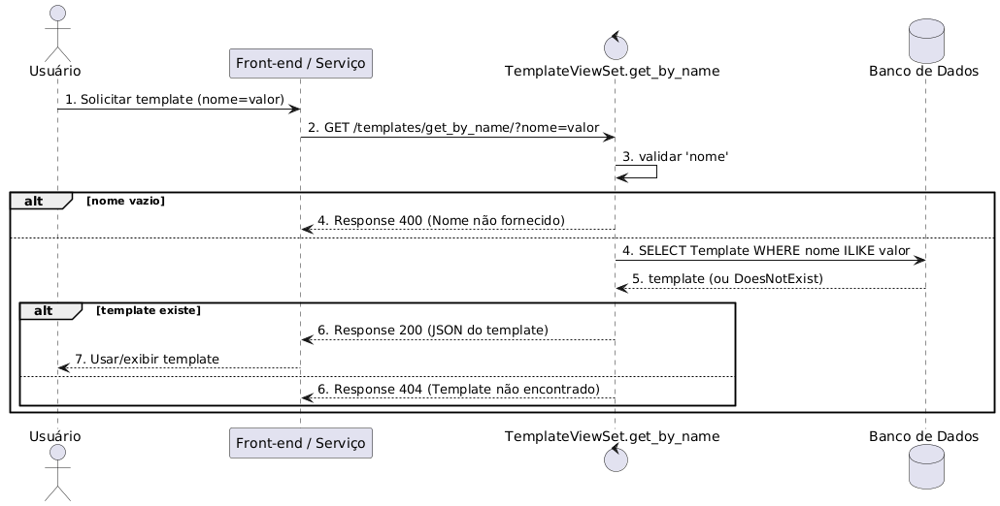 Usuário
Front-end / Serviço
TemplateViewSet.get_by_name
Banco de Dados
1. Solicitar template (nome=valor)
2. GET /templates/get_by_name/?nome=valor
3. validar 'nome'
alt [nome vazio]
4. Response 400 (Nome não fornecido)
4. SELECT Template WHERE nome ILIKE valor
5. template (ou DoesNotExist)
alt [template existe]
6. Response 200 (JSON do template)
7. Usar/exibir template
6. Response 404 (Template não encontrado)
Usuário
Front-end / Serviço
TemplateViewSet.get_by_name
Banco de Dados